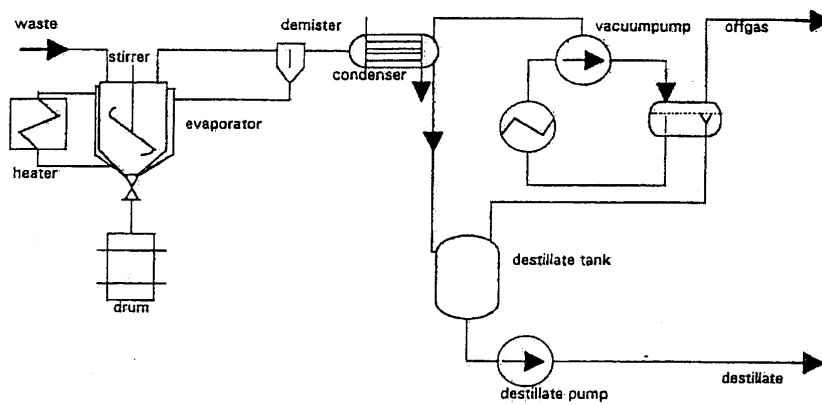 waste
stirrer
demister
condenser
vacuumpump
offgas
evaporator
heater
drum
destillate tank
destillate pump
destillate